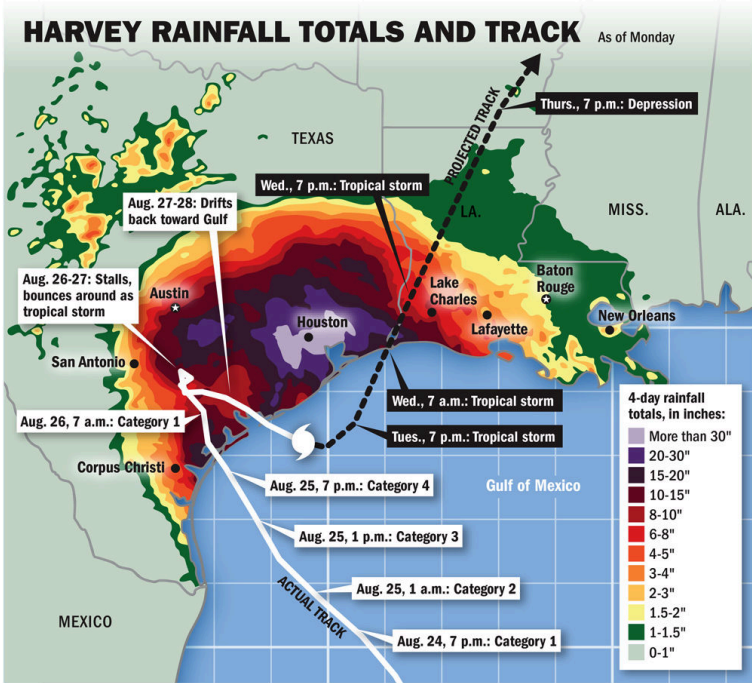 HARVEY RAINFALL TOTALS AND TRACK
As of Monday
Thurs., 7 p.m.: Depression
PROJECTED TRACK
TEXAS
Wed., 7 p.m.: Tropical storm
Aug. 27-28: Drifts
back toward Gulf
LA.
MISS.
ALA.
Aug. 26-27: Stalls,
bounces around as
tropical storm
Austin
Baton
Rouge
Lake
Charles
Houston
Lafayette
New Orleans
San Antonio
Wed., 7 a.m.: Tropical storm
Aug. 26, 7 a.m.: Category 1
Tues., 7 p.m.: Tropical storm
Corpus Christi
Aug. 25, 7 p.m.: Category 4
Gulf of Mexico
Aug. 25, 1 p.m.: Category 3
Aug. 25, 1 a.m.: Category 2
ACTUAL TRACK
MEXICO
Aug. 24, 7 p.m.: Category 1
4-day rainfall
totals, in inches:
More than 30"
20-30"
15-20"
10-15"
8-10"
6-8"
4-5"
3-4"
2-3"
1.5-2"
1-1.5"
0-1"